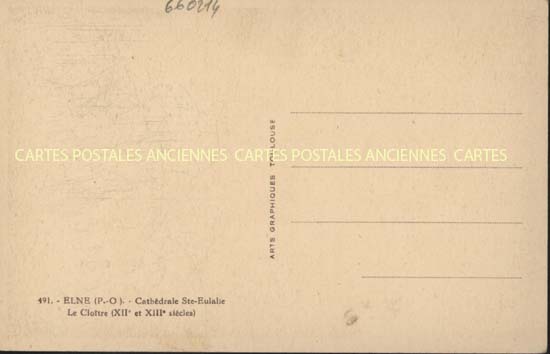 660214
CARTES POSTALES ANCIENNES CARTES POSTALES ANCIENNES CARTES
ARTS GRAPHIQUES TOULOUSE
491. - ELNE (P.-O). - Cathédrale Ste-Eulalie
Le Cloître (XIIe et XIIIe siècles)